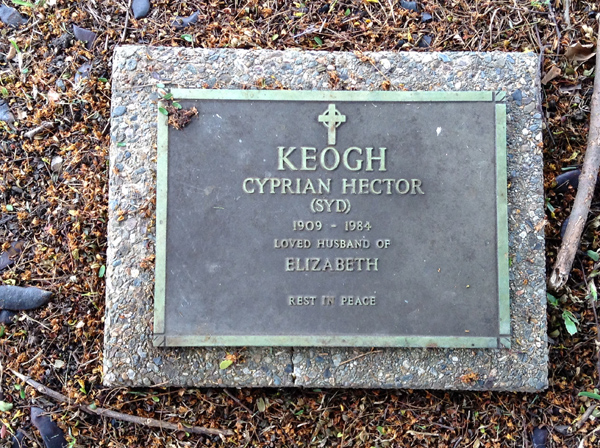 KEOGH
CYPRIAN HECTOR
(SYD)
1909 - 1984
LOVED HUSBAND OF
ELIZABETH
REST IN PEACE